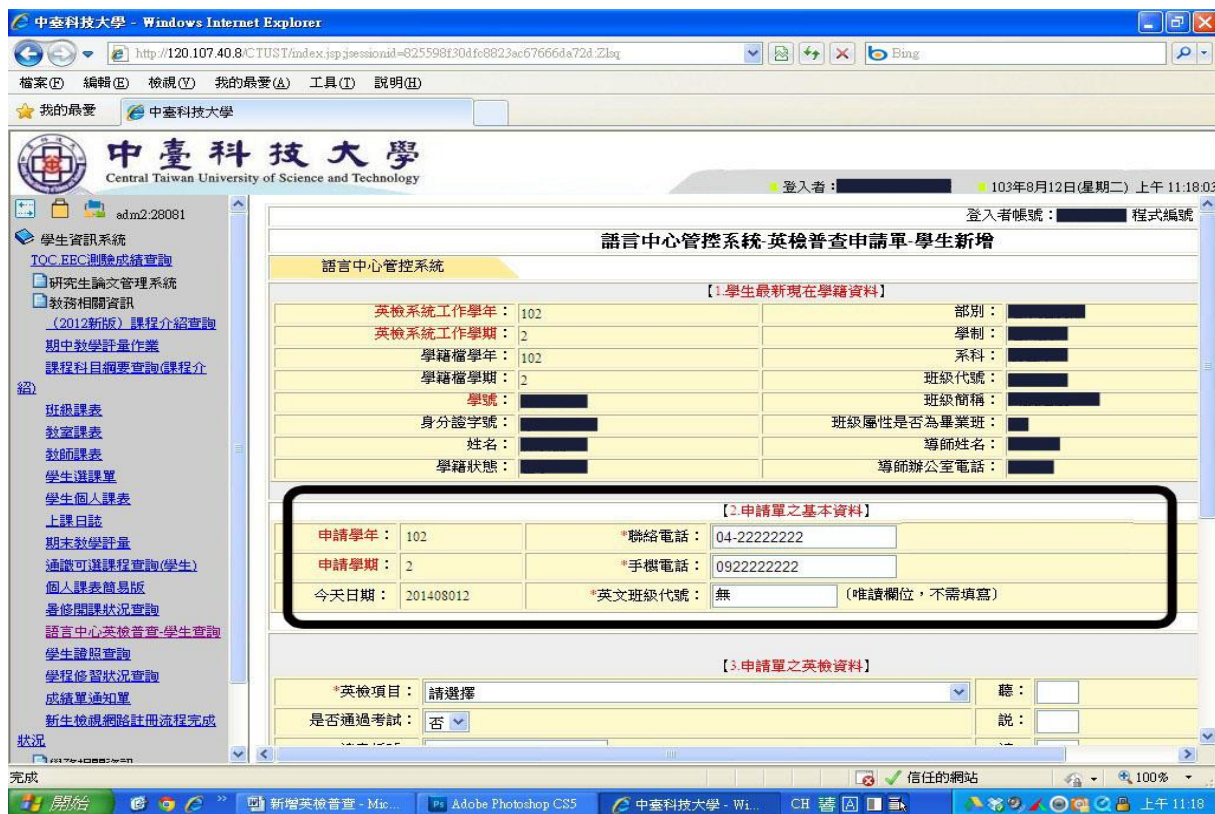 中臺科技大學 - Windows Internet Explorer
http://120.107.40.8/CTUST/index.jsp;jsessionid=825598f30dfc8823ac67666da72d:Zlsq
Bing
檔案(F) 編輯(E) 檢視(V) 我的最愛(A) 工具(T) 說明(H)
我的最愛 中臺科技大學
中臺科技大學
Central Taiwan University of Science and Technology
登入者： 103年8月12日(星期二) 上午 11:18:03
adm2:28081
學生資訊系統
TOC.EEC測驗成績查詢
研究生論文管理系統
教務相關資訊
（2012新版）課程介紹查詢
期中教學評量作業
課程科目綱要查詢(課程介紹)
班級課表
教室課表
教師課表
學生選課單
學生個人課表
上課日誌
期末教學評量
通識可選課程查詢(學生)
個人課表簡易版
暑修開課狀況查詢
語言中心英檢普查-學生查詢
學生證照查詢
學程修習狀況查詢
成績單通知單
新生檢視網路註冊流程完成狀況
登入者帳號： 程式編號
語言中心管控系統-英檢普查申請單-學生新增
語言中心管控系統
【1.學生最新現在學籍資料】
英檢系統工作學年： 102 部別：
英檢系統工作學期： 2 學制：
學籍檔學年： 102 系科：
學籍檔學期： 2 班級代號：
學號： 班級簡稱：
身分證字號： 班級屬性是否為畢業班：
姓名： 導師姓名：
學籍狀態： 導師辦公室電話：
【2.申請單之基本資料】
申請學年： 102 *聯絡電話： 04-22222222
申請學期： 2 *手機電話： 0922222222
今天日期： 201408012 *英文班級代號： 無 (唯讀欄位，不需填寫)
【3.申請單之英檢資料】
*英檢項目： 請選擇 聽：
是否通過考試： 否 說：
完成 信任的網站 100%
開始 新增英檢普查 - Mic... Adobe Photoshop CS5 中臺科技大學 - Wi... CH 上午 11:18